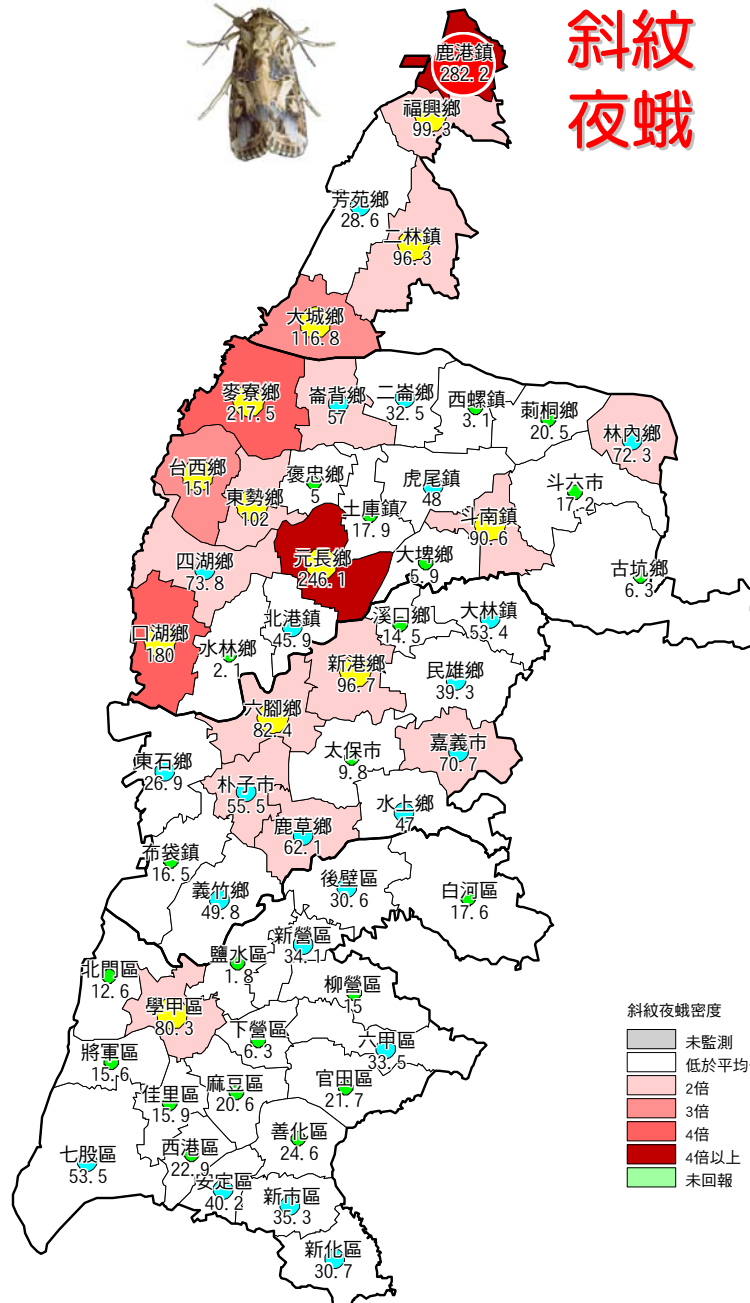 斜紋
夜蛾
鹿港鎮
282.2
福興鄉
99.3
芳苑鄉
28.6
二林鎮
96.3
大城鄉
116.8
麥寮鄉
217.5
崙背鄉
57
二崙鄉
32.5
西螺鎮
3.1
莿桐鄉
20.5
林內鄉
72.3
台西鄉
151
東勢鄉
102
褒忠鄉
5
土庫鎮
17.9
虎尾鎮
48
斗南鎮
90.6
斗六市
17.2
四湖鄉
73.8
元長鄉
246.1
大埤鄉
5.9
古坑鄉
6.3
口湖鄉
180
水林鄉
2.1
北港鎮
45.9
溪口鄉
14.5
大林鎮
53.4
新港鄉
96.7
民雄鄉
39.3
六腳鄉
82.4
太保市
9.8
嘉義市
70.7
東石鄉
26.9
朴子市
55.5
水上鄉
47
鹿草鄉
62.1
布袋鎮
16.5
義竹鄉
49.8
後壁區
30.6
白河區
17.6
新營區
34.1
鹽水區
1.8
北門區
12.6
柳營區
15
學甲區
80.3
下營區
6.3
六甲區
33.5
將軍區
15.6
佳里區
15.9
麻豆區
20.6
官田區
21.7
七股區
53.5
西港區
22.9
善化區
24.6
安定區
40.2
新市區
35.3
新化區
30.7
斜紋夜蛾密度
未監測
低於平均
2倍
3倍
4倍
4倍以上
未回報